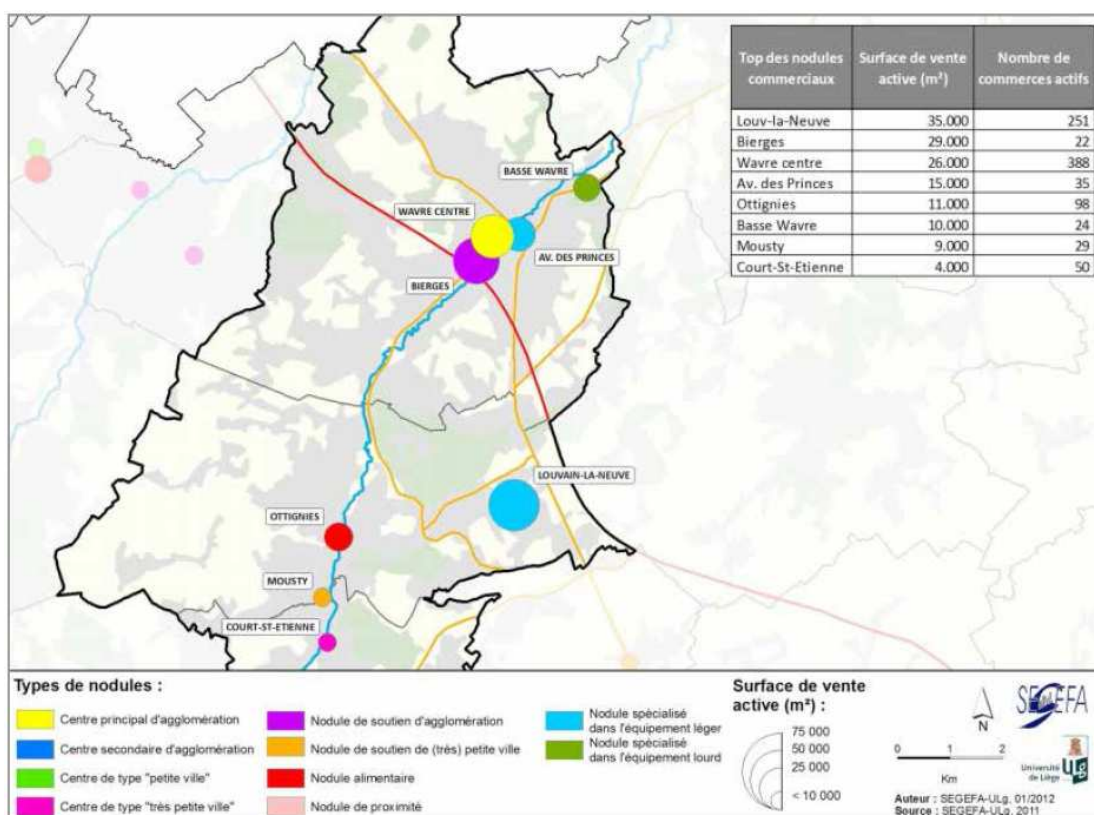 Top des nodules
commerciaux
Surface de vente
active (m²)
Nombre de
commerces actifs
Louv-la-Neuve 35.000 251
Bierges 29.000 22
Wavre centre 26.000 388
Av. des Princes 15.000 35
Ottignies 11.000 98
Basse Wavre 10.000 24
Mousty 9.000 29
Court-St-Etienne 4.000 50
BASSE WAVRE
WAVRE CENTRE
AV. DES PRINCES
BIERGES
LOUVAIN-LA-NEUVE
OTTIGNIES
MOUSTY
COURT-ST-ETIENNE
Types de nodules :
Centre principal d'agglomération
Centre secondaire d'agglomération
Centre de type "petite ville"
Centre de type "très petite ville"
Nodule de soutien d'agglomération
Nodule de soutien de (très) petite ville
Nodule alimentaire
Nodule de proximité
Nodule spécialisé
dans l'équipement léger
Nodule spécialisé
dans l'équipement lourd
Surface de vente
active (m²) :
75 000
50 000
25 000
< 10 000
N
0 1 2
Km
SEGEFA
Université
de Liège
ULg
Auteur : SEGEFA-ULg, 01/2012
Source : SEGEFA-ULg, 2011